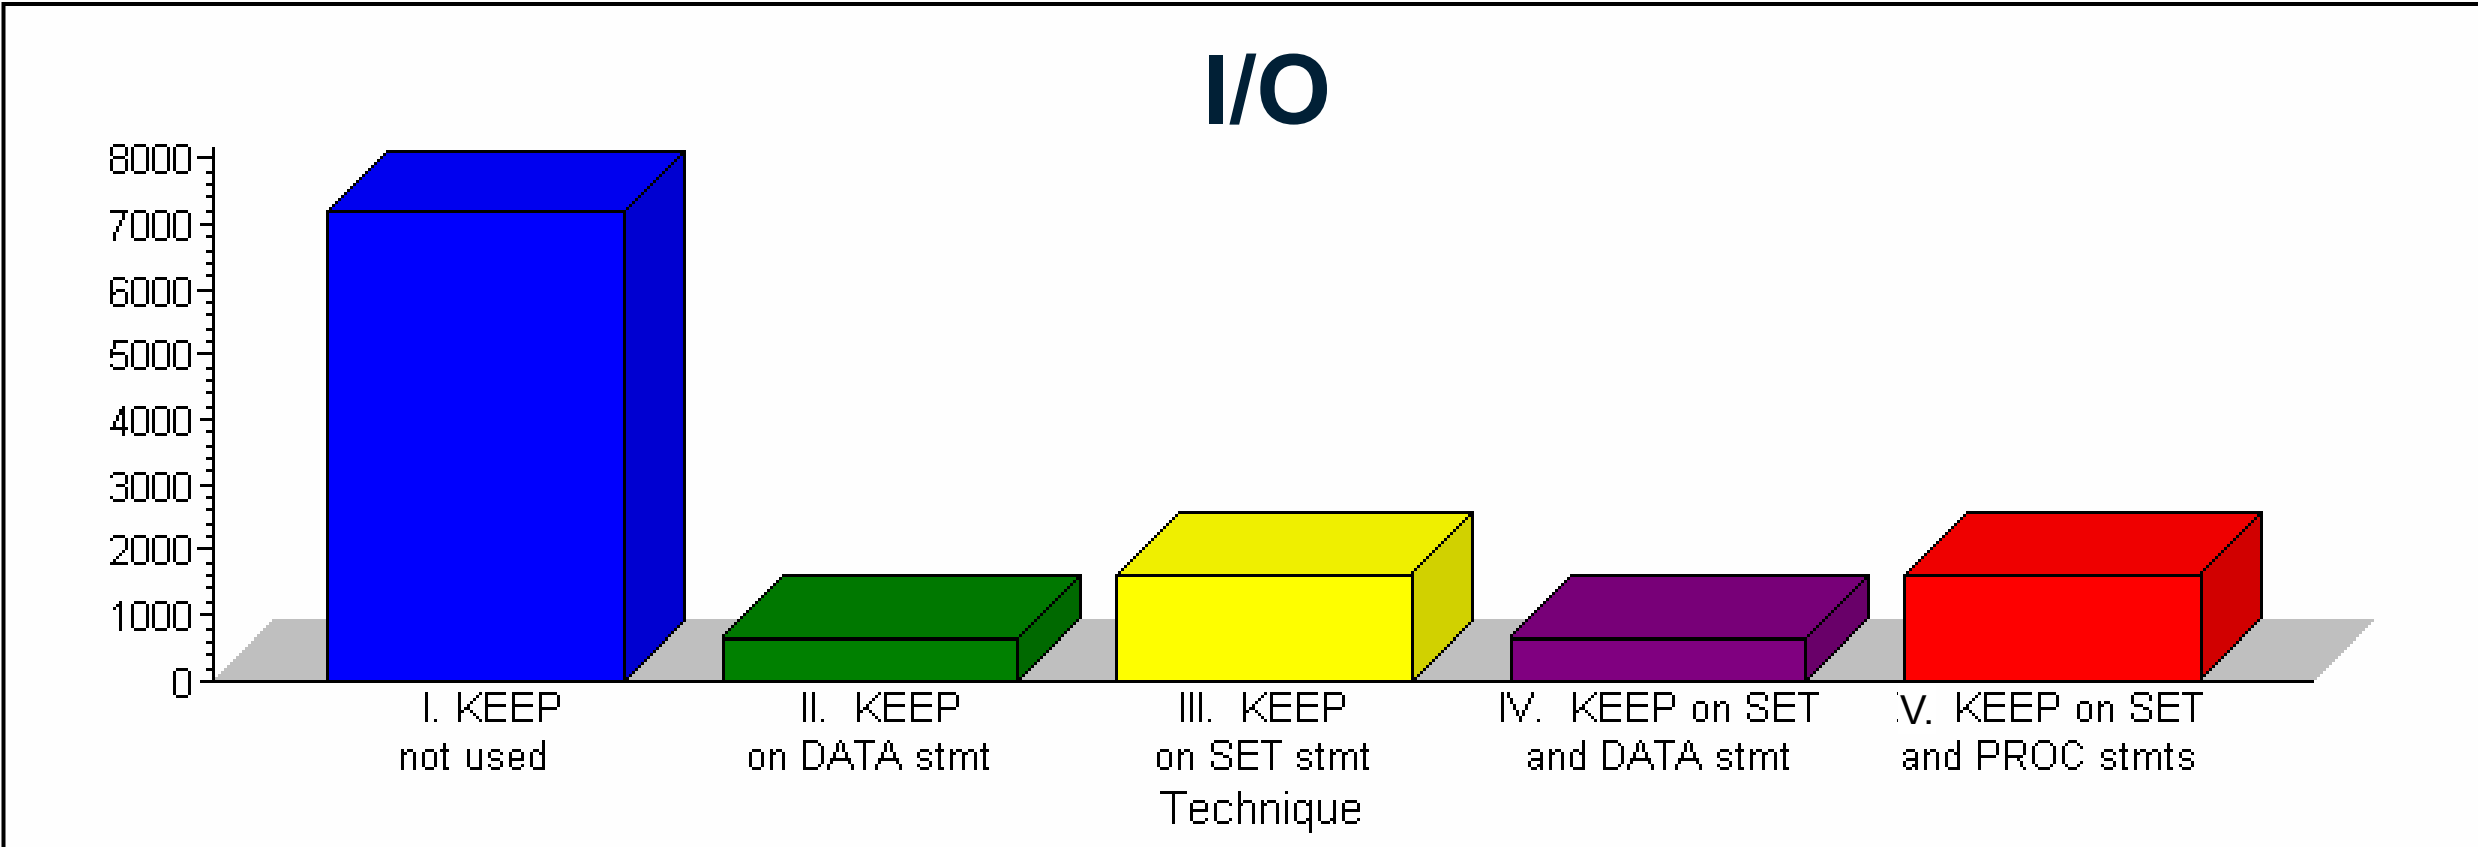 I/O
8000
7000
6000
5000
4000
3000
2000
1000
0
I. KEEP
not used
II. KEEP
on DATA stmt
III. KEEP
on SET stmt
IV. KEEP on SET
and DATA stmt
V. KEEP on SET
and PROC stmts
Technique